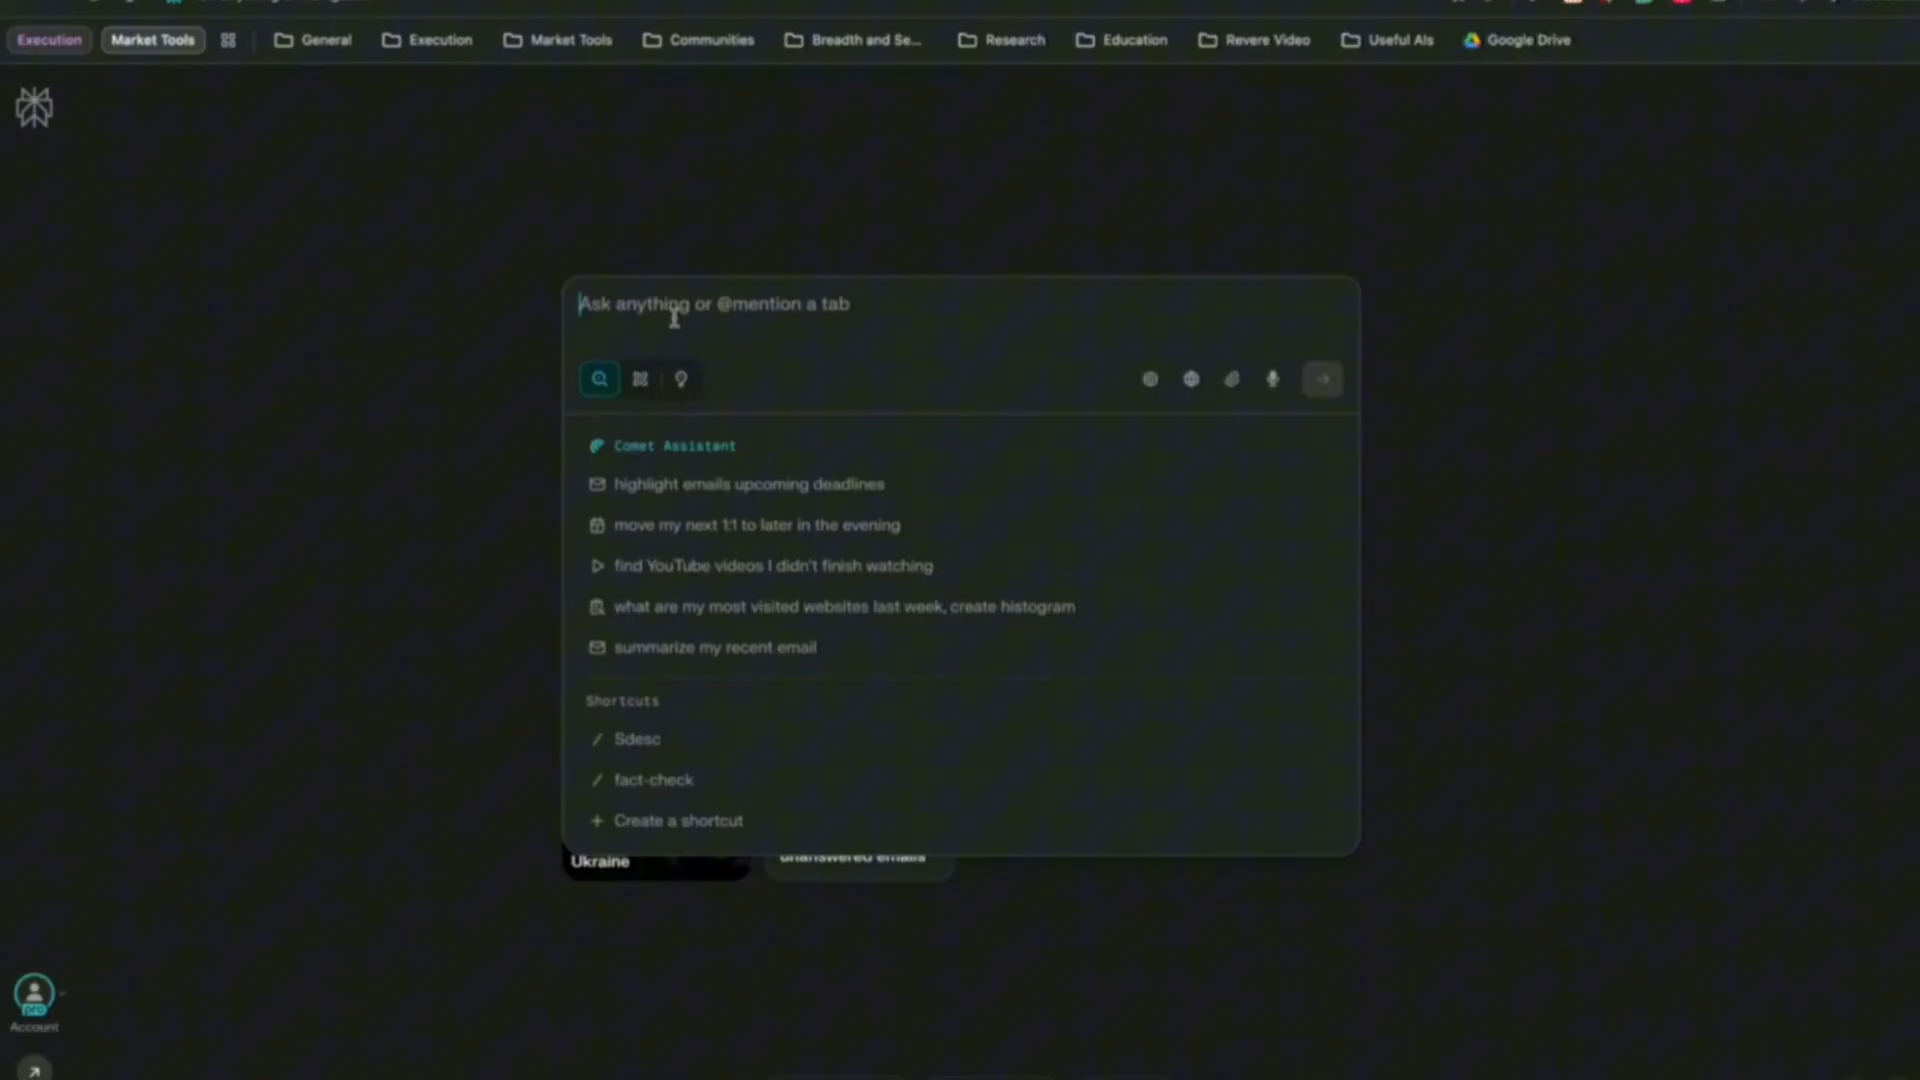 Execution Market Tools General Execution Market Tools Communities Breadth and Se... Research Education Revere Video Useful AIs Google Drive
Ask anything or @mention a tab
Comet Assistant
highlight emails upcoming deadlines
move my next 1:1 to later in the evening
find YouTube videos I didn't finish watching
what are my most visited websites last week, create histogram
summarize my recent email
Shortcuts
/ Sdesc
/ fact-check
+ Create a shortcut
Ukraine unanswered emails
pro
Account